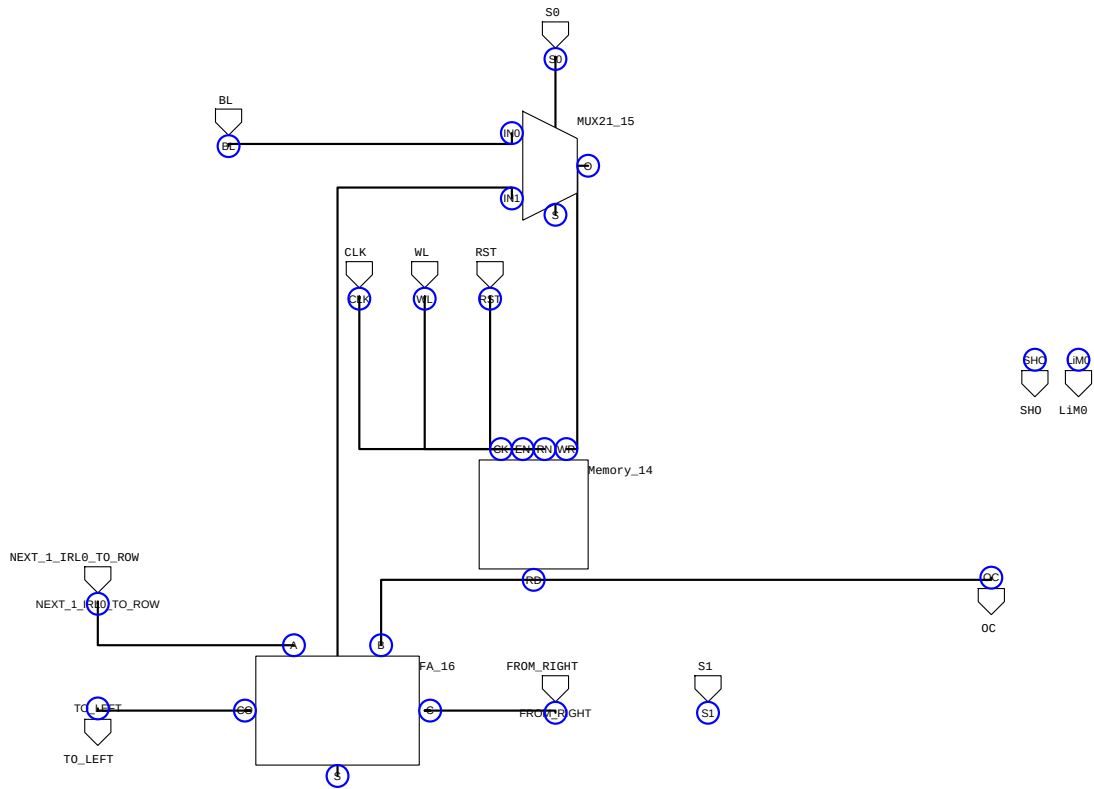 S0
S0
BL
MUX21_15
IN0
BL
O
IN1
S
CLK WL RST
CLK WL RST
SHO LiM0
SHO LiM0
CK EN RN WR
Memory_14
NEXT_1_IRL0_TO_ROW
RD
OC
NEXT_1_IRL0_TO_ROW
OC
A B
FA_16 FROM_RIGHT S1
TO_LEFT CO C FROM_RIGHT S1
TO_LEFT
S